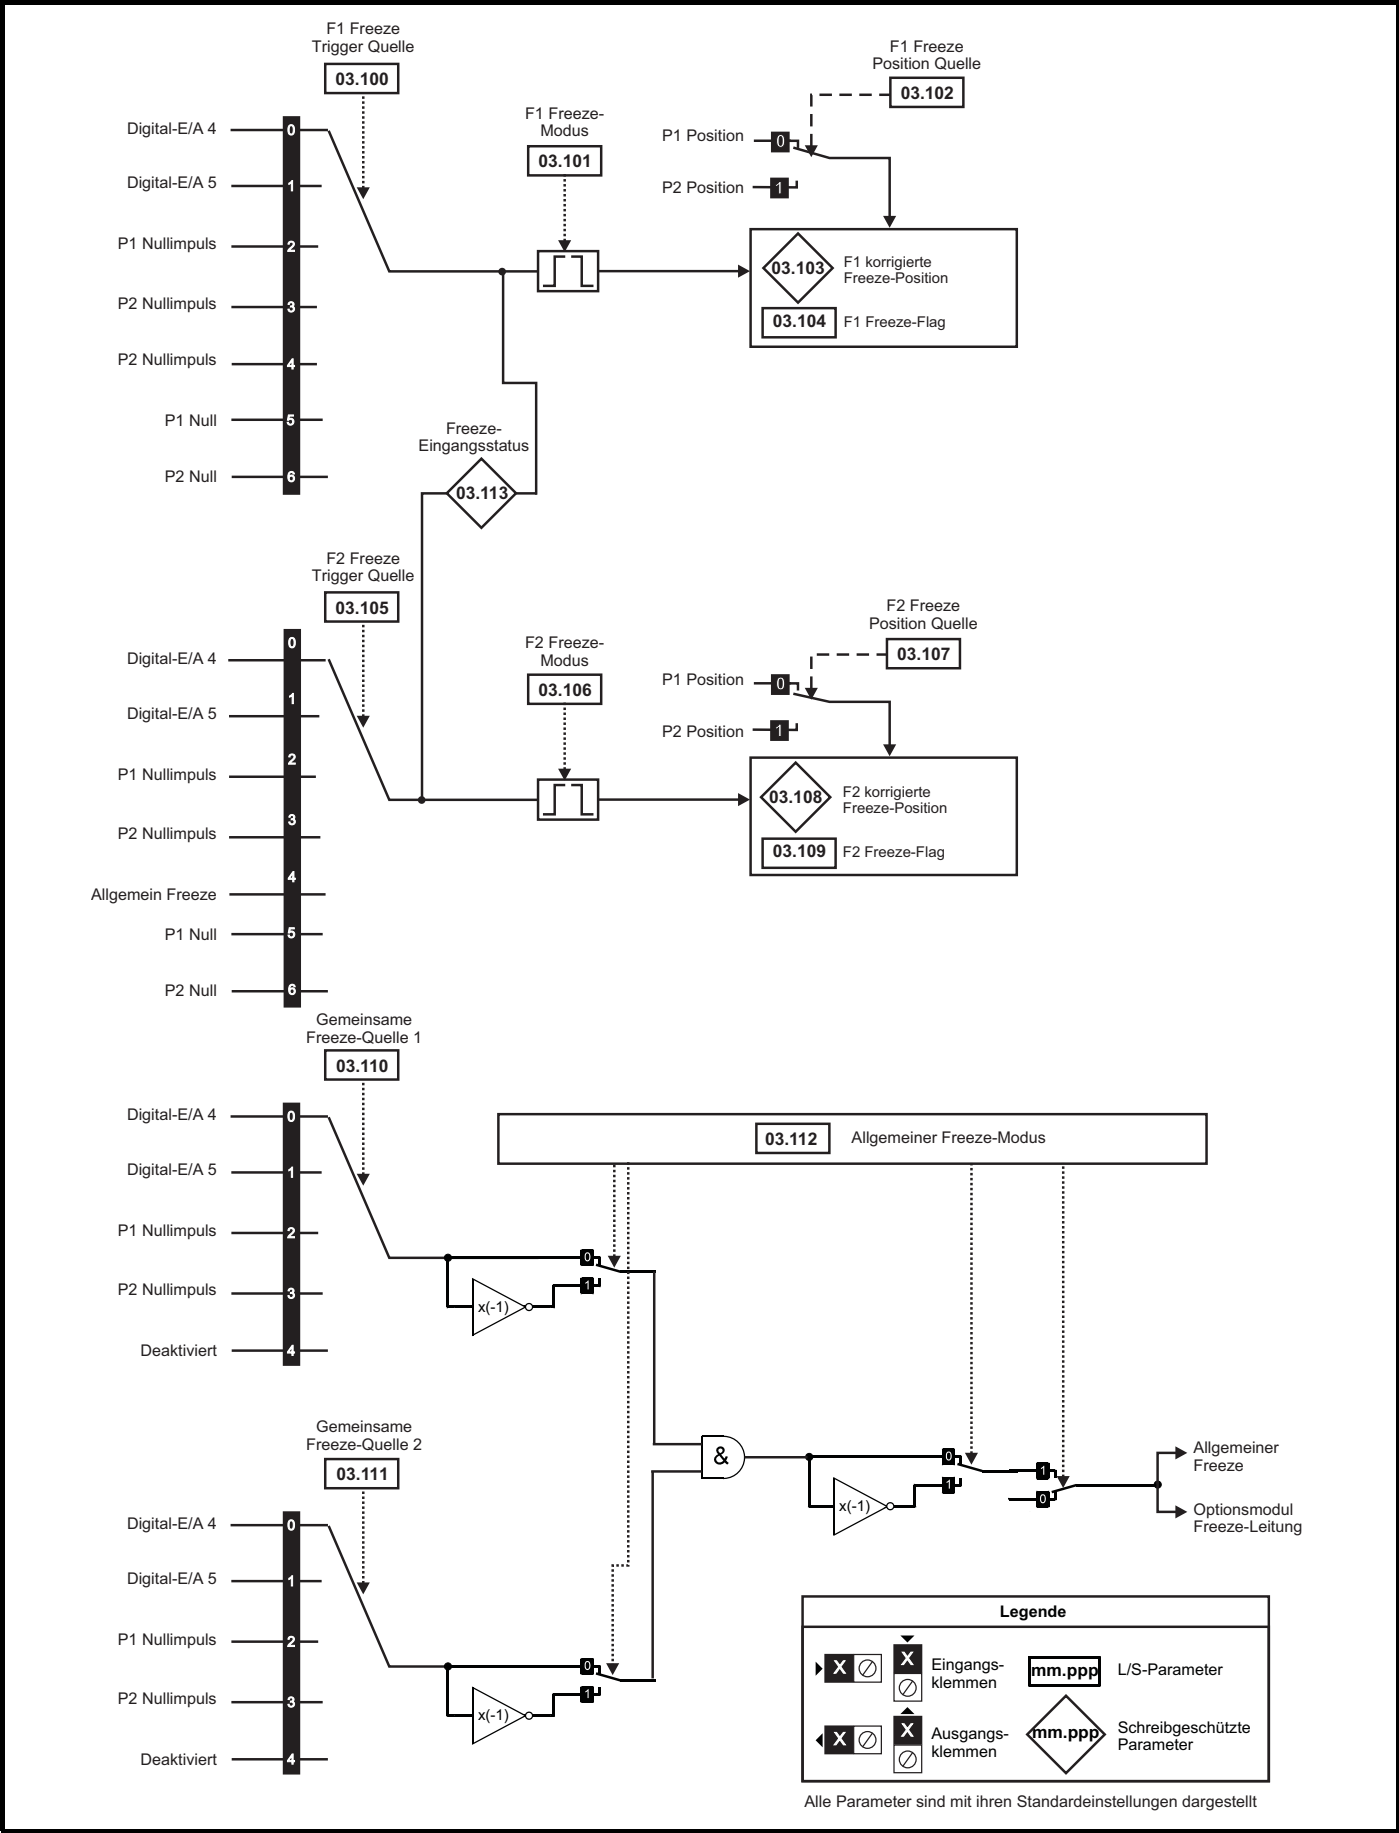 F1 Freeze
Trigger Quelle
03.100
Digital-E/A 4
0
Digital-E/A 5
1
P1 Nullimpuls
2
P2 Nullimpuls
3
P2 Nullimpuls
4
P1 Null
5
P2 Null
6
F1 Freeze-
Modus
03.101
F1 Freeze
Position Quelle
03.102
P1 Position
0
P2 Position
1
03.103
F1 korrigierte
Freeze-Position
03.104
F1 Freeze-Flag
Freeze-
Eingangsstatus
03.113
F2 Freeze
Trigger Quelle
03.105
0
Digital-E/A 4
1
Digital-E/A 5
2
P1 Nullimpuls
3
P2 Nullimpuls
4
Allgemein Freeze
P1 Null
5
P2 Null
6
F2 Freeze-
Modus
03.106
F2 Freeze
Position Quelle
03.107
P1 Position
0
P2 Position
1
03.108
F2 korrigierte
Freeze-Position
03.109
F2 Freeze-Flag
Gemeinsame
Freeze-Quelle 1
03.110
Digital-E/A 4
0
Digital-E/A 5
1
P1 Nullimpuls
2
P2 Nullimpuls
3
Deaktiviert
4
03.112
Allgemeiner Freeze-Modus
0
1
x(-1)
Gemeinsame
Freeze-Quelle 2
03.111
Digital-E/A 4
0
Digital-E/A 5
1
P1 Nullimpuls
2
P2 Nullimpuls
3
Deaktiviert
4
0
1
x(-1)
&
0
1
x(-1)
1
0
Allgemeiner
Freeze
Optionsmodul
Freeze-Leitung
Legende
X
X
Eingangs-
klemmen
mm.ppp
L/S-Parameter
X
X
Ausgangs-
klemmen
mm.ppp
Schreibgeschützte
Parameter
Alle Parameter sind mit ihren Standardeinstellungen dargestellt